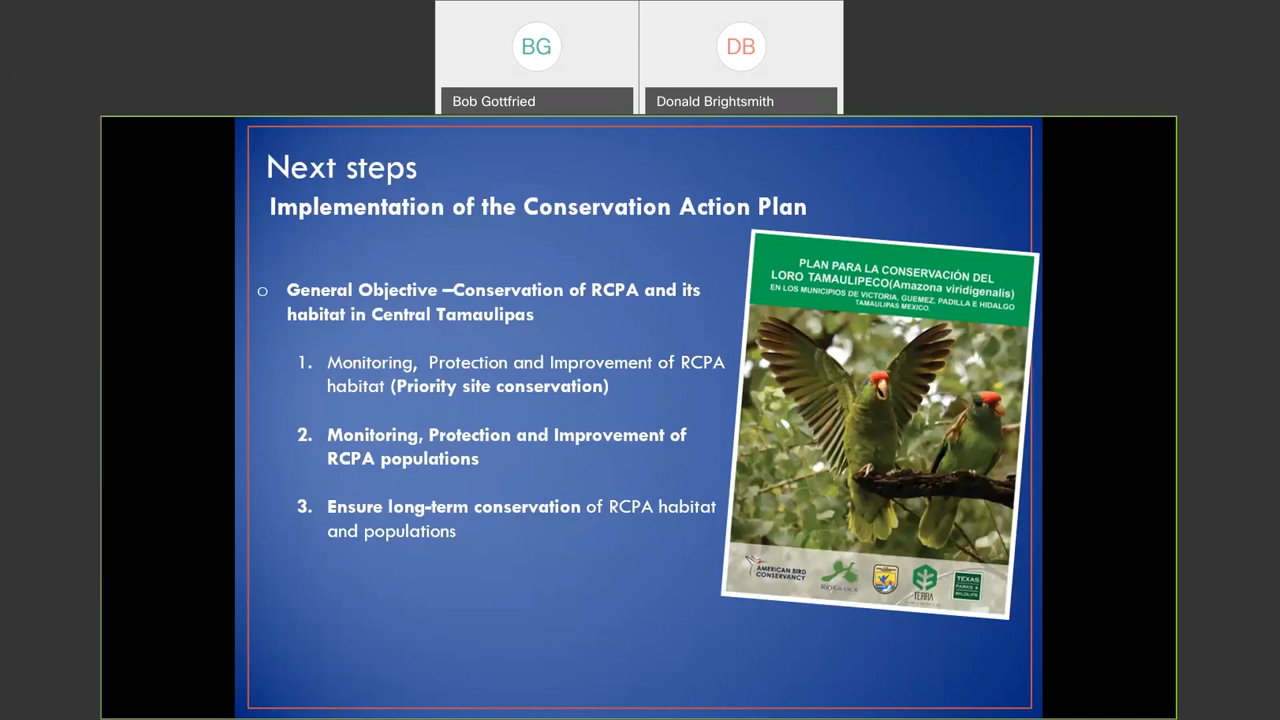 BG
DB
Bob Gottfried
Donald Brightsmith
Next steps
Implementation of the Conservation Action Plan
General Objective –Conservation of RCPA and its
habitat in Central Tamaulipas
1. Monitoring, Protection and Improvement of RCPA
habitat (Priority site conservation)
2. Monitoring, Protection and Improvement of
RCPA populations
3. Ensure long-term conservation of RCPA habitat
and populations
PLAN PARA LA CONSERVACIÓN DEL
LORO TAMAULIPECO(Amazona viridigenalis)
EN LOS MUNICIPIOS DE VICTORIA, GUEMEZ, PADILLA E HIDALGO
TAMAULIPAS MEXICO.
AMERICAN BIRD
CONSERVANCY
RIO GRANDE
TERRA
TEXAS
PARKS &
WILDLIFE